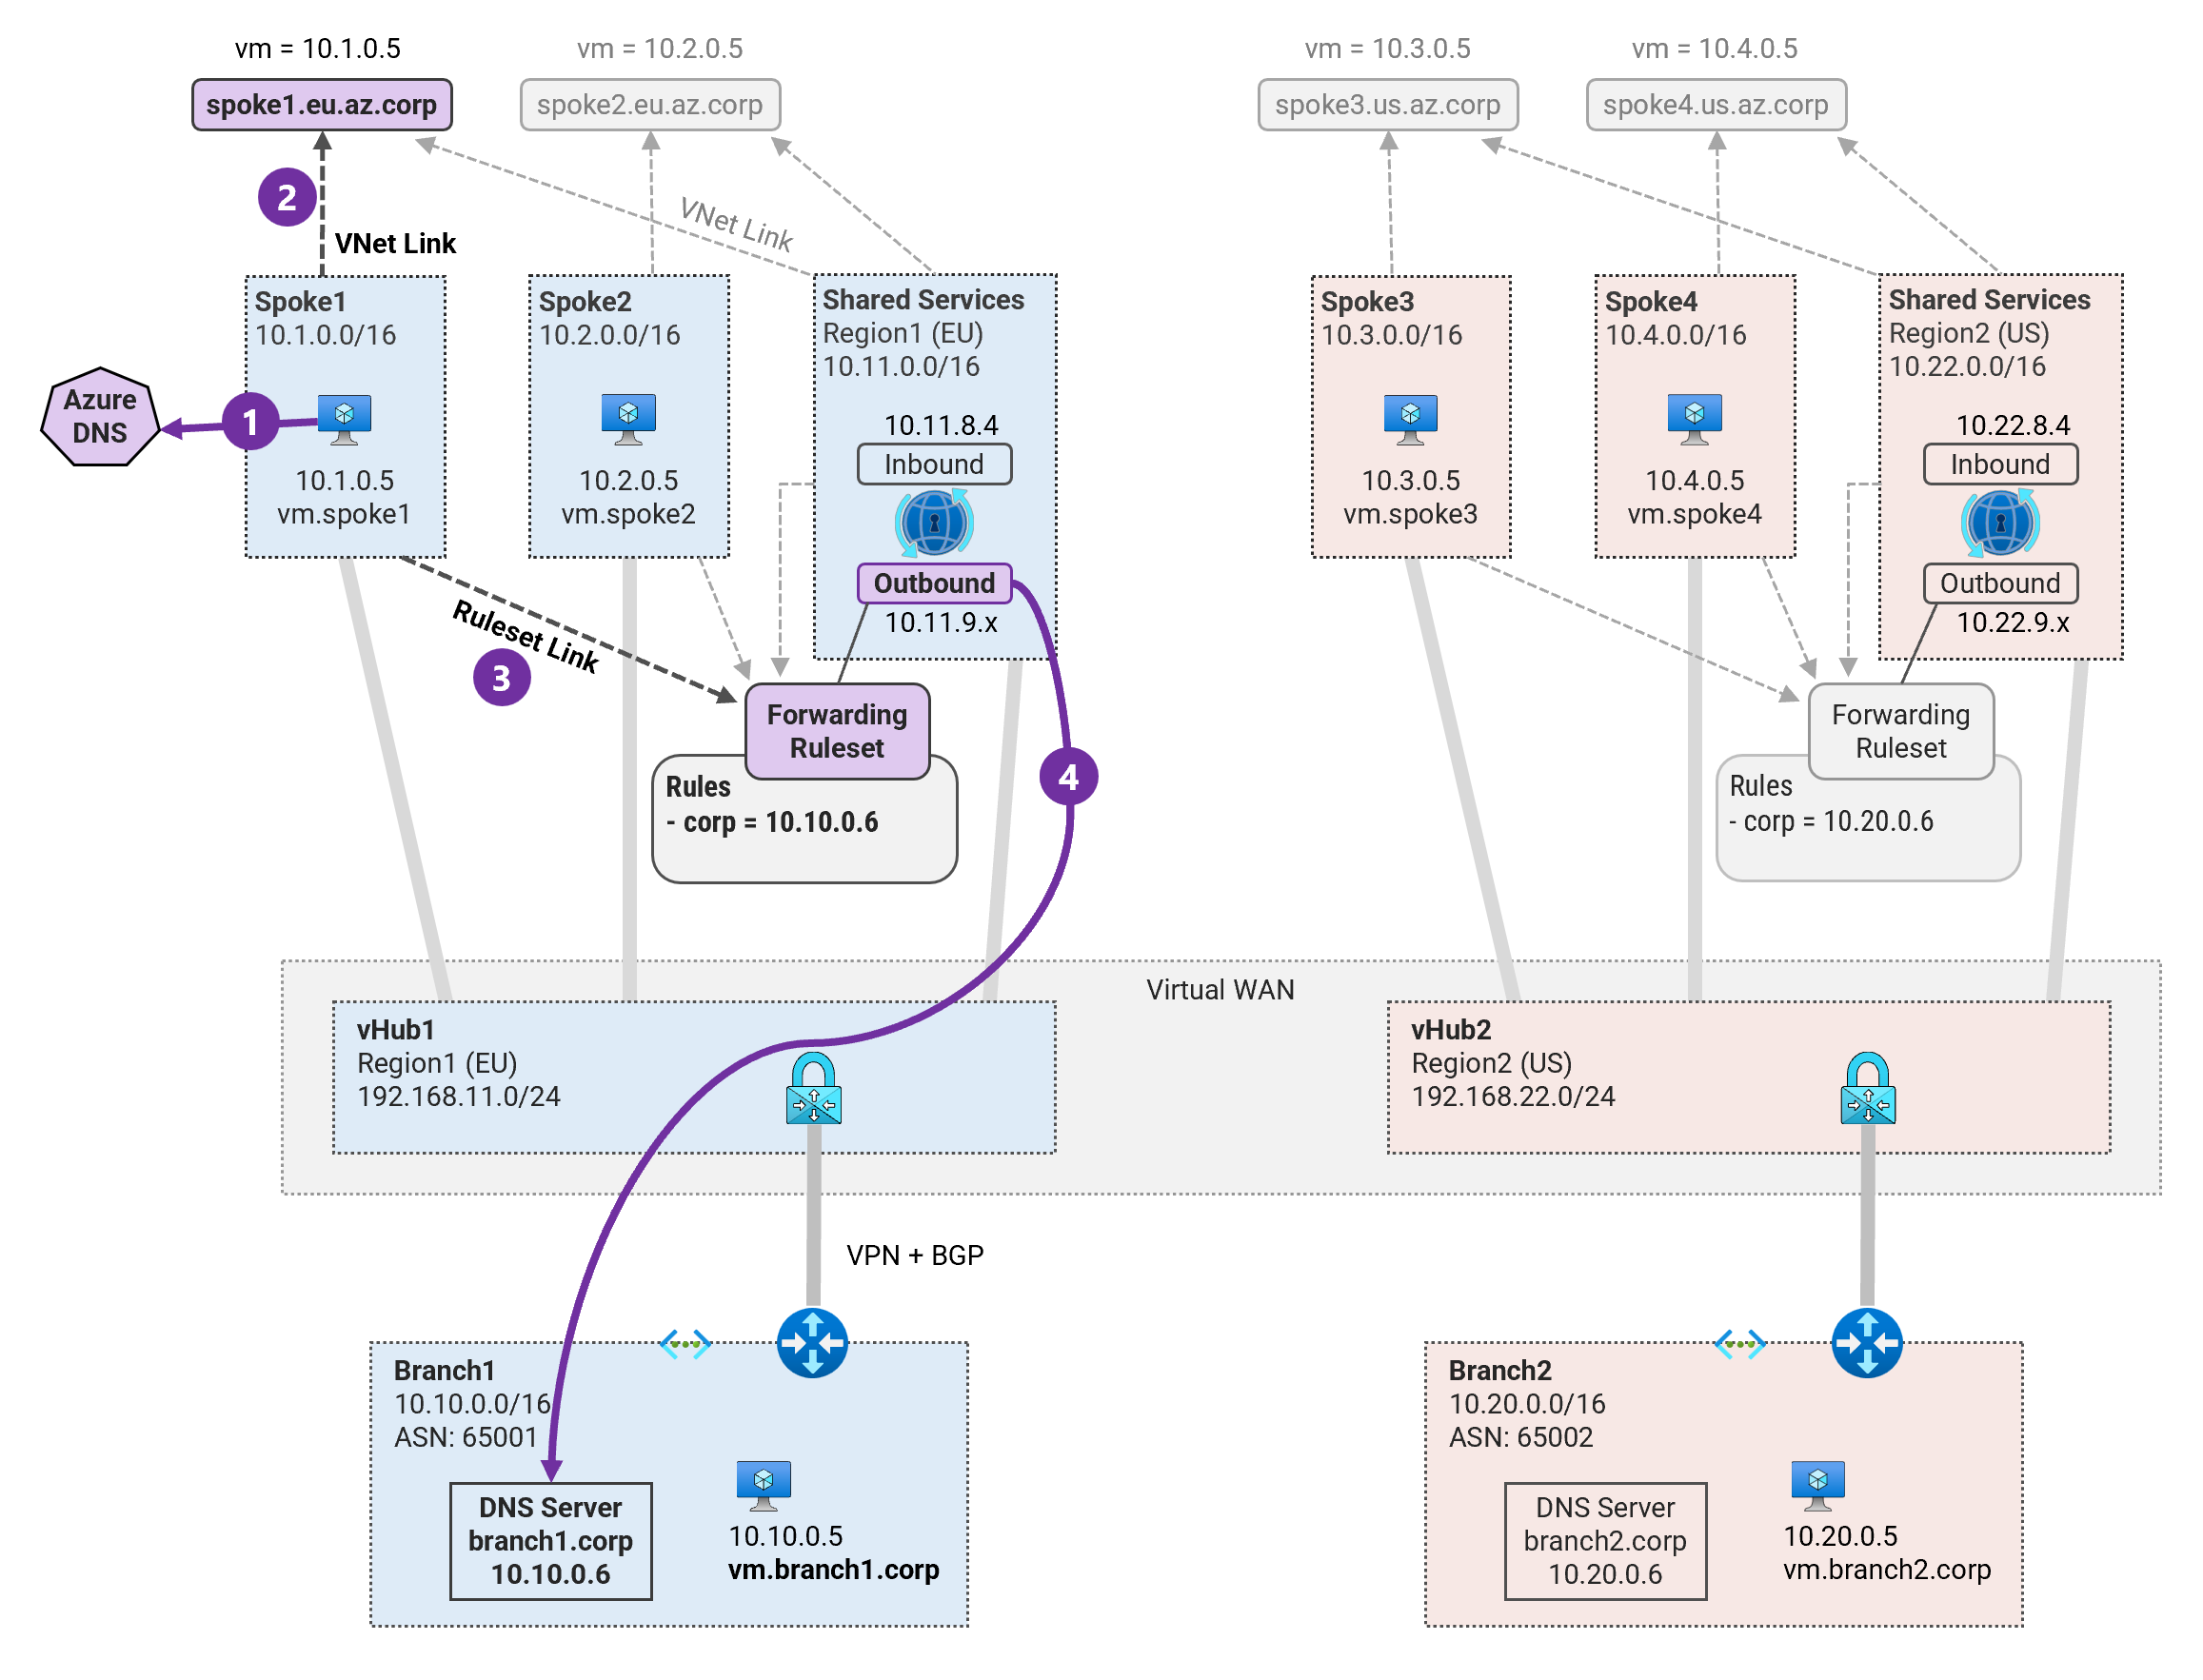 vm = 10.1.0.5
spoke1.eu.az.corp
vm = 10.2.0.5
spoke2.eu.az.corp
vm = 10.3.0.5
spoke3.us.az.corp
vm = 10.4.0.5
spoke4.us.az.corp
2
VNet Link
VNet Link
Spoke1
10.1.0.0/16
Azure
DNS
1
10.1.0.5
vm.spoke1
Spoke2
10.2.0.0/16
10.2.0.5
vm.spoke2
Shared Services
Region1 (EU)
10.11.0.0/16
10.11.8.4
Inbound
Outbound
10.11.9.x
Ruleset Link
3
Forwarding
Ruleset
Rules
- corp = 10.10.0.6
4
Spoke3
10.3.0.0/16
10.3.0.5
vm.spoke3
Spoke4
10.4.0.0/16
10.4.0.5
vm.spoke4
Shared Services
Region2 (US)
10.22.0.0/16
10.22.8.4
Inbound
Outbound
10.22.9.x
Forwarding
Ruleset
Rules
- corp = 10.20.0.6
Virtual WAN
vHub1
Region1 (EU)
192.168.11.0/24
vHub2
Region2 (US)
192.168.22.0/24
VPN + BGP
Branch1
10.10.0.0/16
ASN: 65001
DNS Server
branch1.corp
10.10.0.6
10.10.0.5
vm.branch1.corp
Branch2
10.20.0.0/16
ASN: 65002
DNS Server
branch2.corp
10.20.0.6
10.20.0.5
vm.branch2.corp